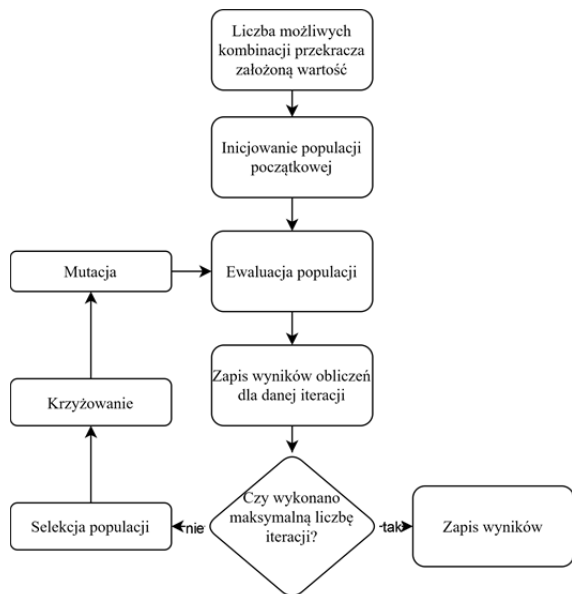 Liczba możliwych
kombinacji przekracza
założoną wartość
Inicjowanie populacji
początkowej
Mutacja
Ewaluacja populacji
Zapis wyników obliczeń
dla danej iteracji
Krzyżowanie
Czy wykonano
maksymalną liczbę
iteracji?
Selekcja populacji
nie
tak
Zapis wyników